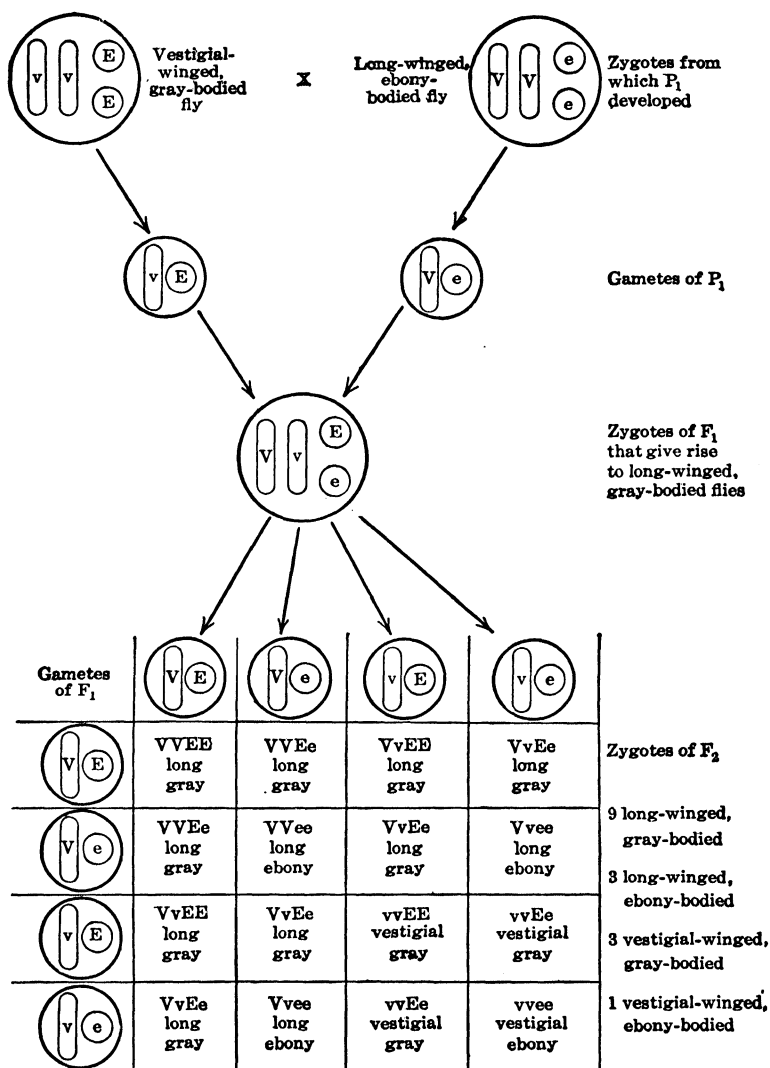 v v E E
Vestigial-
winged,
gray-bodied
fly
x
Long-winged,
ebony-
bodied fly
V V e e
Zygotes from
which P1
developed
v E
V e
Gametes of P1
V v E e
Zygotes of F1
that give rise
to long-winged,
gray-bodied flies
Gametes
of F1
V E
V e
v E
v e
V E
VVEE
long
gray
VVEe
long
gray
VvEE
long
gray
VvEe
long
gray
Zygotes of F2
V e
VVEe
long
gray
VVee
long
ebony
VvEe
long
gray
Vvee
long
ebony
9 long-winged,
gray-bodied
3 long-winged,
ebony-bodied
v E
VvEE
long
gray
VvEe
long
gray
vvEE
vestigial
gray
vvEe
vestigial
gray
3 vestigial-winged,
gray-bodied
v e
VvEe
long
gray
Vvee
long
ebony
vvEe
vestigial
gray
vvee
vestigial
ebony
1 vestigial-winged,
ebony-bodied